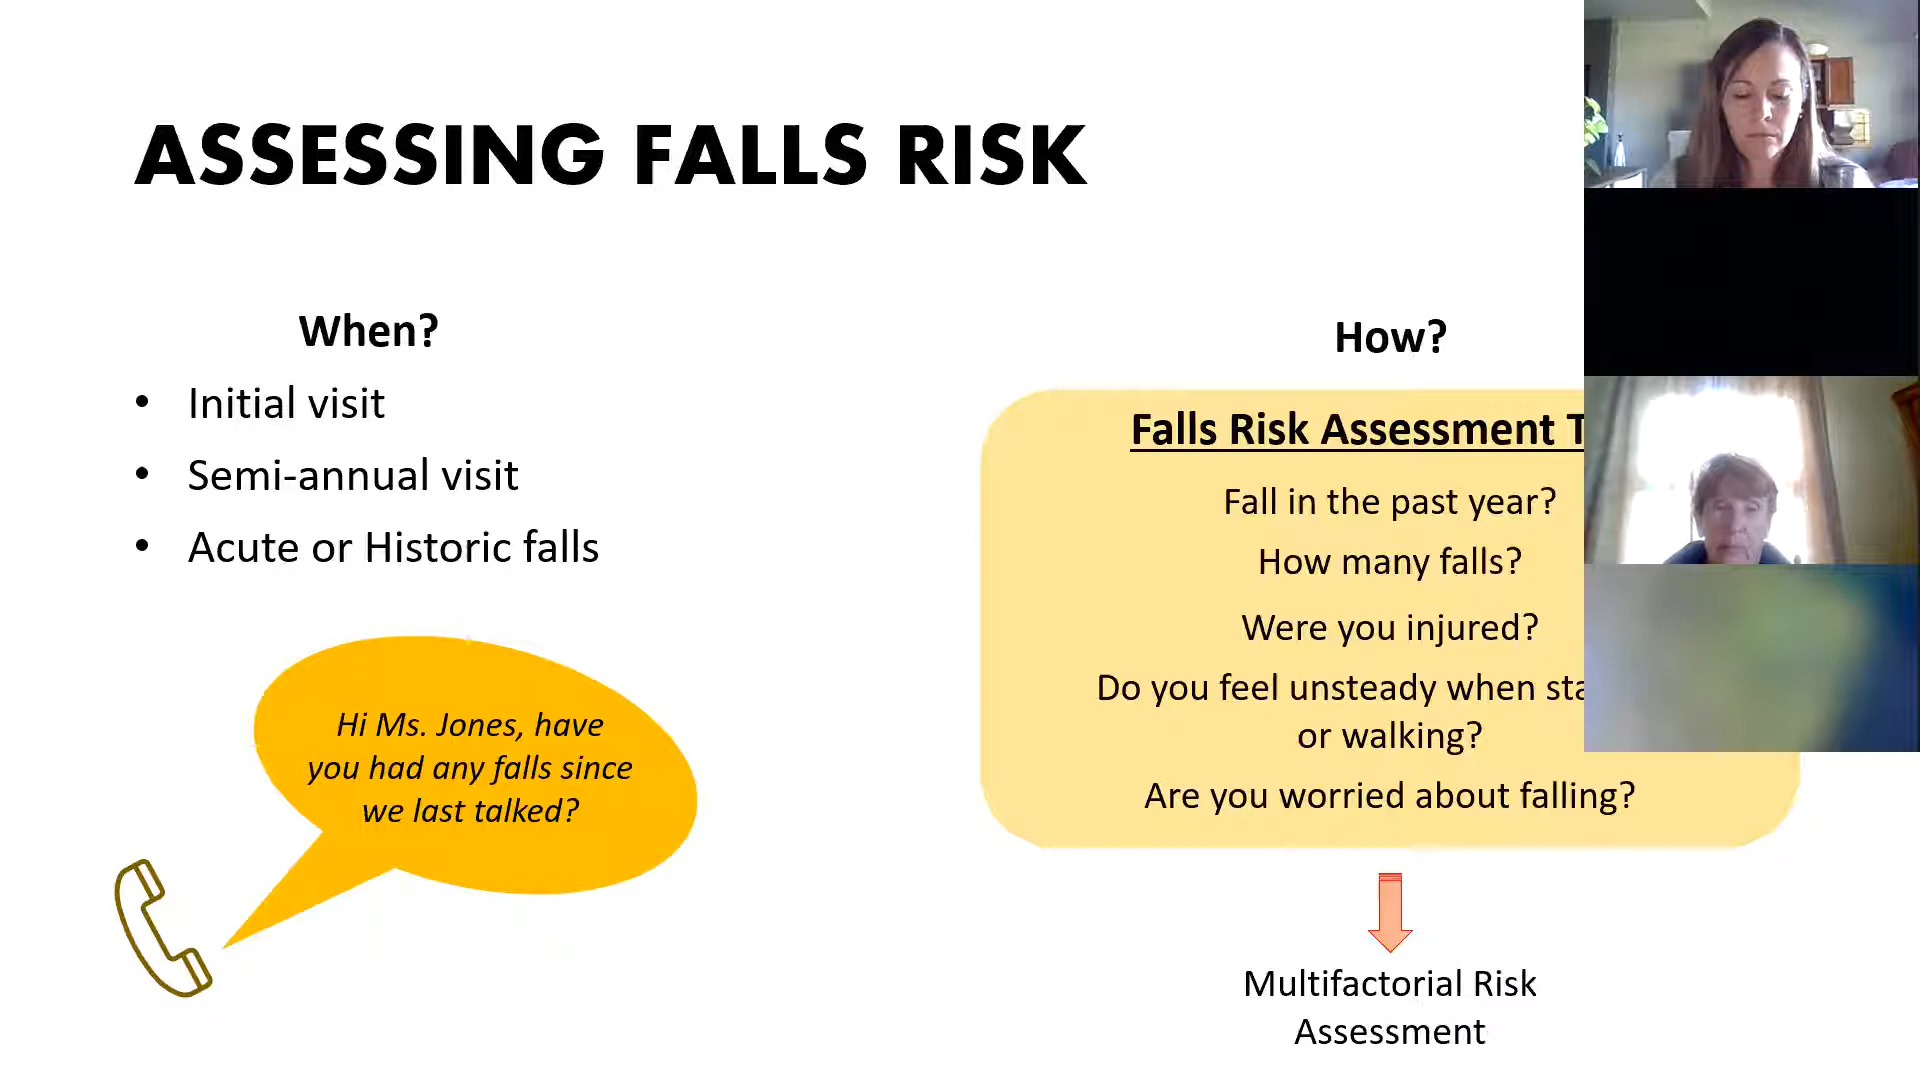 ASSESSING FALLS RISK
When?
• Initial visit
• Semi-annual visit
• Acute or Historic falls
Hi Ms. Jones, have
you had any falls since
we last talked?
How?
Falls Risk Assessment
Fall in the past year?
How many falls?
Were you injured?
Do you feel unsteady when
or walking?
Are you worried about falling?
Multifactorial Risk
Assessment